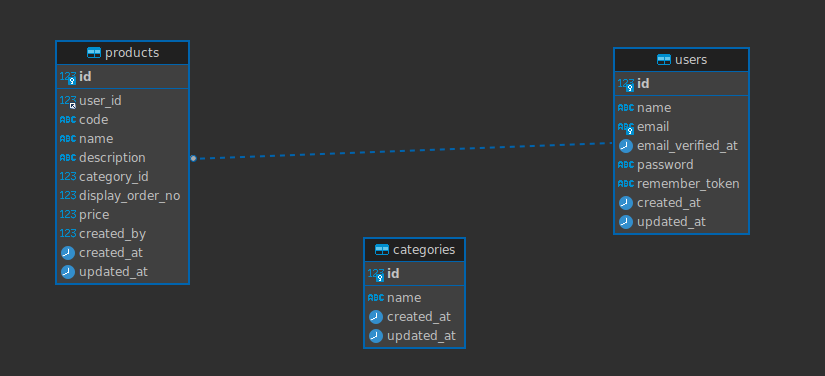 products
123 id
123 user_id
ABC code
ABC name
ABC description
123 category_id
123 display_order_no
123 price
123 created_by
created_at
updated_at
categories
123 id
ABC name
created_at
updated_at
users
123 id
ABC name
ABC email
email_verified_at
ABC password
ABC remember_token
created_at
updated_at